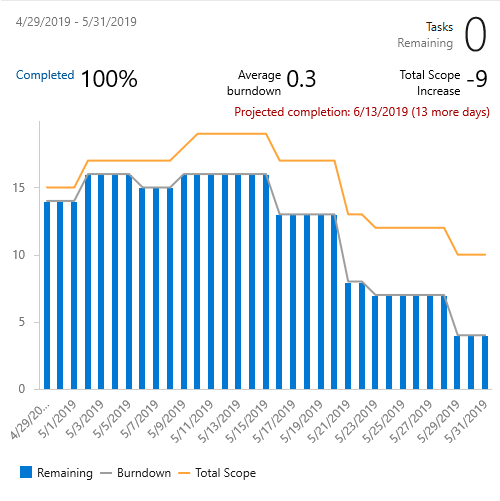 4/29/2019 - 5/31/2019
Tasks
Remaining
0
Completed 100%
Average
burndown
0.3
Total Scope
Increase
-9
Projected completion: 6/13/2019 (13 more days)
15
10
5
0
4/29/20...
5/1/2019
5/3/2019
5/5/2019
5/7/2019
5/9/2019
5/11/2019
5/13/2019
5/15/2019
5/17/2019
5/19/2019
5/21/2019
5/23/2019
5/25/2019
5/27/2019
5/29/2019
5/31/2019
Remaining Burndown Total Scope